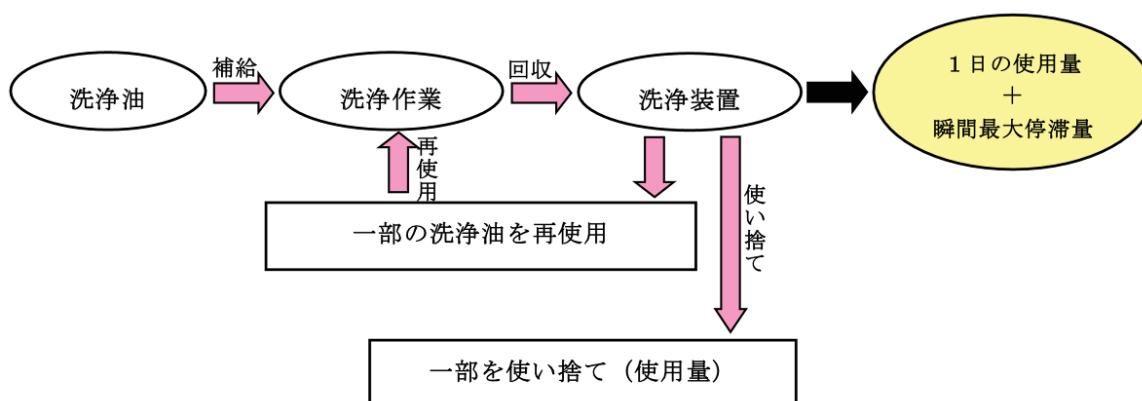 洗浄油
補給
洗浄作業
回収
洗浄装置
1日の使用量
+
瞬間最大停滞量
再使用
使い捨て
一部の洗浄油を再使用
一部を使い捨て（使用量）